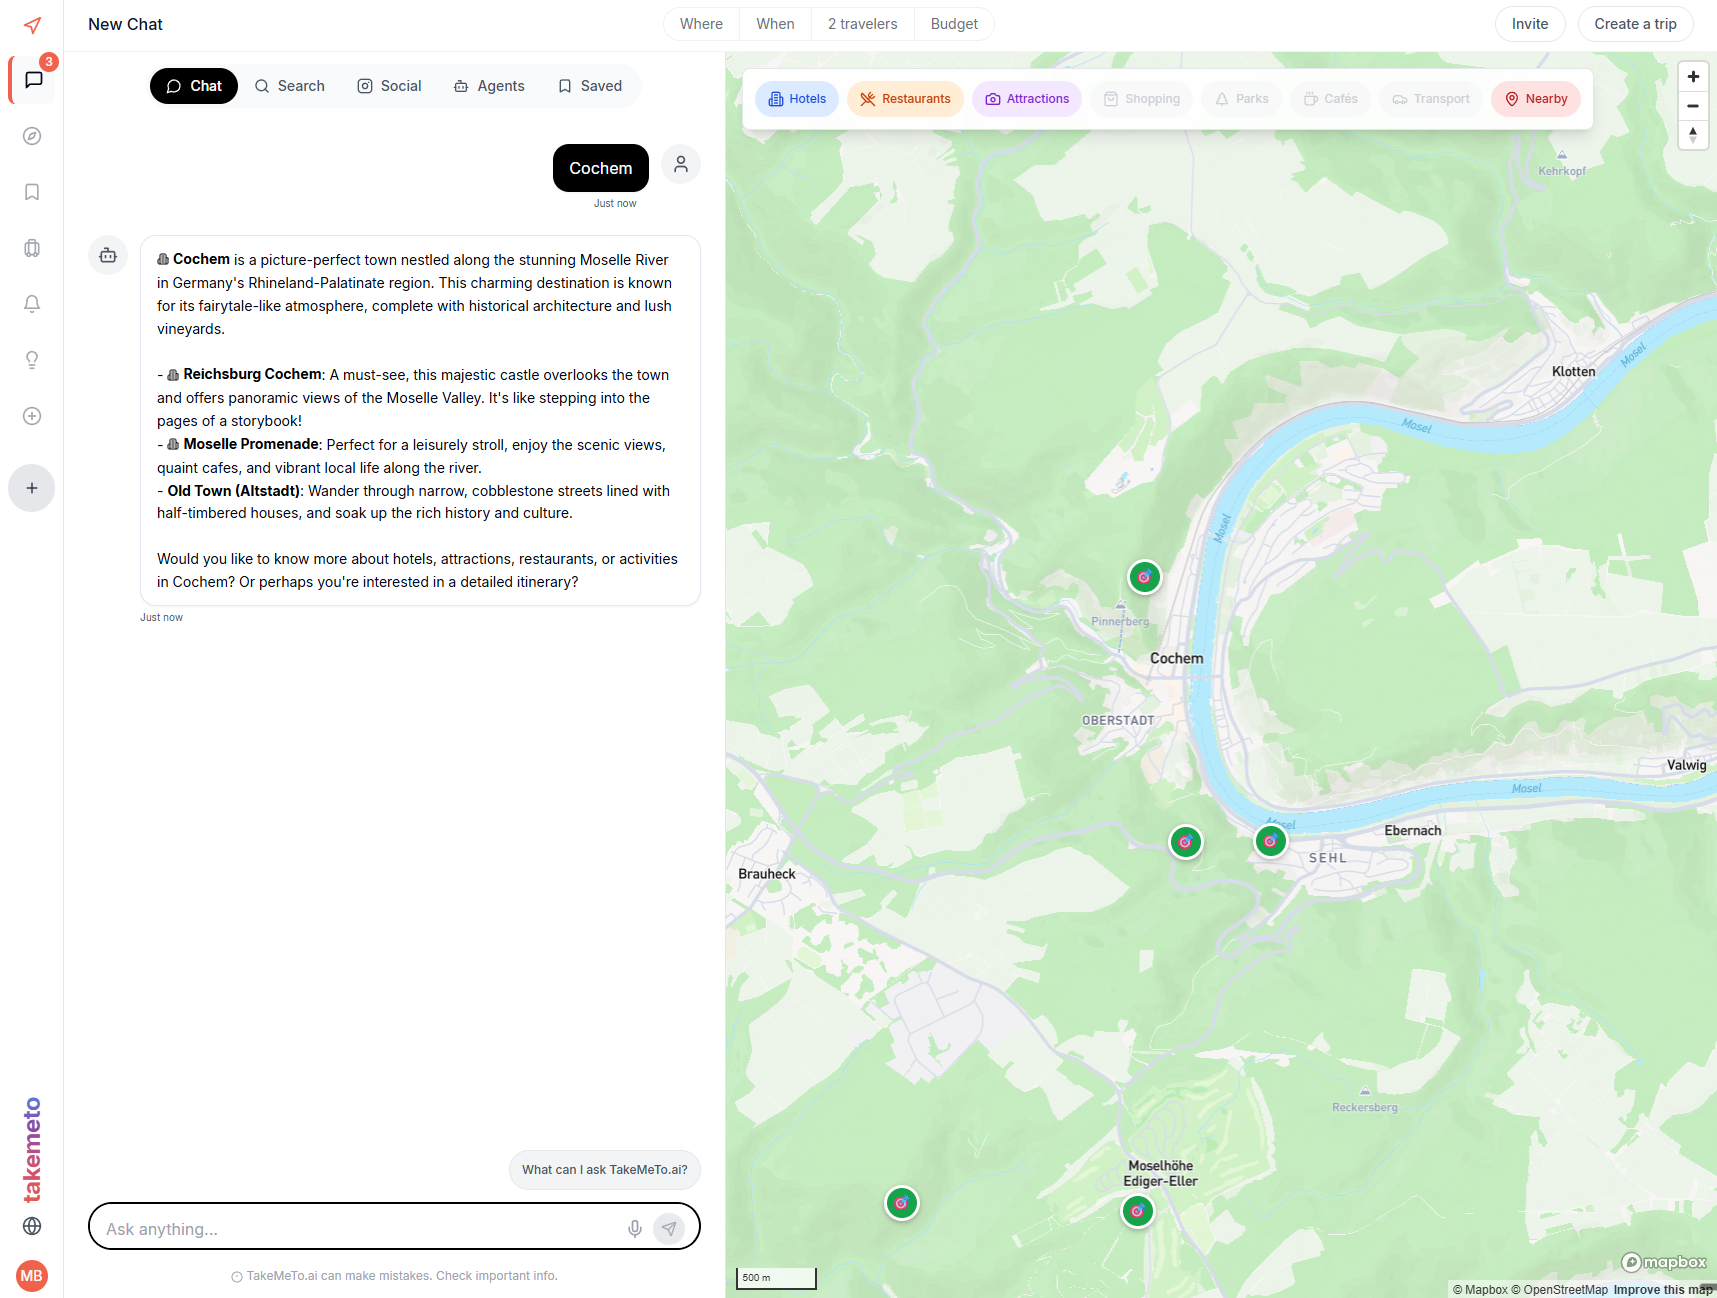 New Chat
Where
When
2 travelers
Budget
Invite
Create a trip
3
Chat
Search
Social
Agents
Saved
Cochem
Just now
Cochem is a picture-perfect town nestled along the stunning Moselle River
in Germany's Rhineland-Palatinate region. This charming destination is known
for its fairytale-like atmosphere, complete with historical architecture and lush
vineyards.
- Reichsburg Cochem: A must-see, this majestic castle overlooks the town
and offers panoramic views of the Moselle Valley. It's like stepping into the
pages of a storybook!
- Moselle Promenade: Perfect for a leisurely stroll, enjoy the scenic views,
quaint cafes, and vibrant local life along the river.
- Old Town (Altstadt): Wander through narrow, cobblestone streets lined with
half-timbered houses, and soak up the rich history and culture.
Would you like to know more about hotels, attractions, restaurants, or activities
in Cochem? Or perhaps you're interested in a detailed itinerary?
Just now
What can I ask TakeMeTo.ai?
Ask anything...
TakeMeTo.ai can make mistakes. Check important info.
takemeto
MB
Hotels
Restaurants
Attractions
Shopping
Parks
Cafés
Transport
Nearby
Kehrkopf
Mosel
Klotten
Mosel
Mosel
Pinnerberg
Cochem
OBERSTADT
Valwig
Mosel
Mosel
Ebernach
SEHL
Brauheck
Reckersberg
Moselhöhe
Ediger-Eller
500 m
mapbox
© Mapbox © OpenStreetMap Improve this map